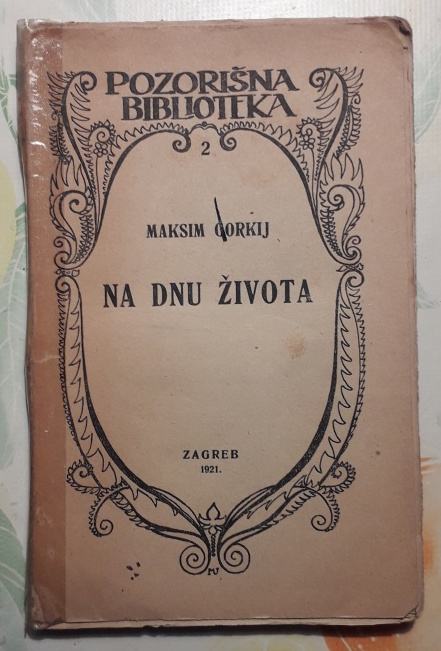 POZORIŠNA
BIBLIOTEKA
2
MAKSIM GORKIJ
NA DNU ŽIVOTA
ZAGREB
1921.